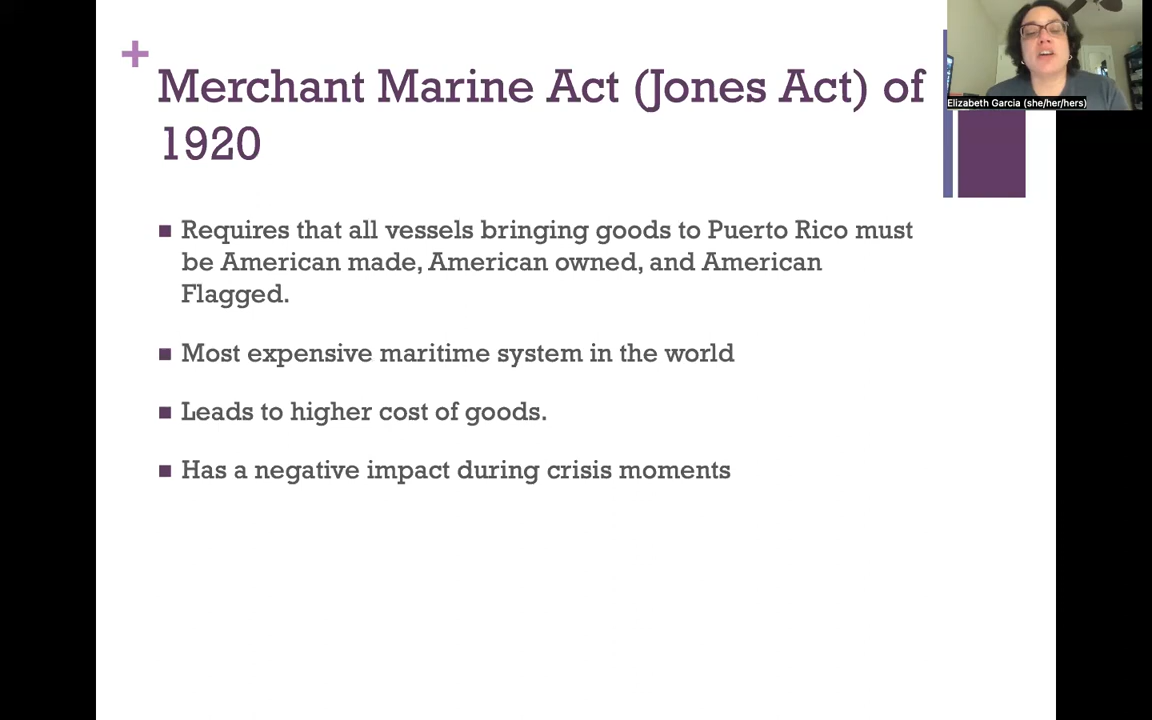 +
Merchant Marine Act (Jones Act) of
1920
Elizabeth Garcia (she/her/hers)
■ Requires that all vessels bringing goods to Puerto Rico must
be American made, American owned, and American
Flagged.
■ Most expensive maritime system in the world
■ Leads to higher cost of goods.
■ Has a negative impact during crisis moments